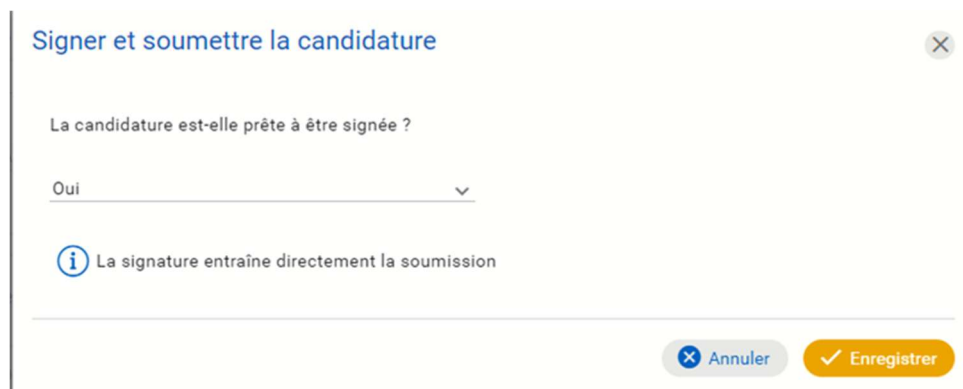 Signer et soumettre la candidature
La candidature est-elle prête à être signée ?
Oui
La signature entraîne directement la soumission
Annuler
Enregistrer